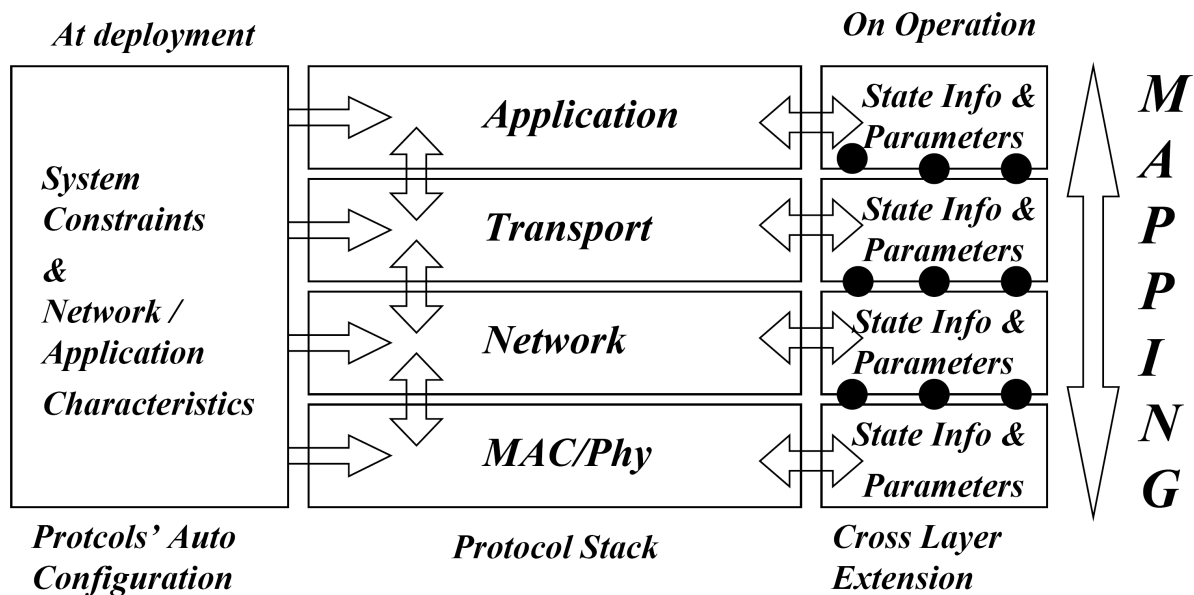 At deployment
On Operation
System
Constraints
&
Network /
Application
Characteristics
Application
Transport
Network
MAC/Phy
State Info &
Parameters
State Info &
Parameters
State Info &
Parameters
State Info &
Parameters
M
A
P
P
I
N
G
Protcols’ Auto
Configuration
Protocol Stack
Cross Layer
Extension